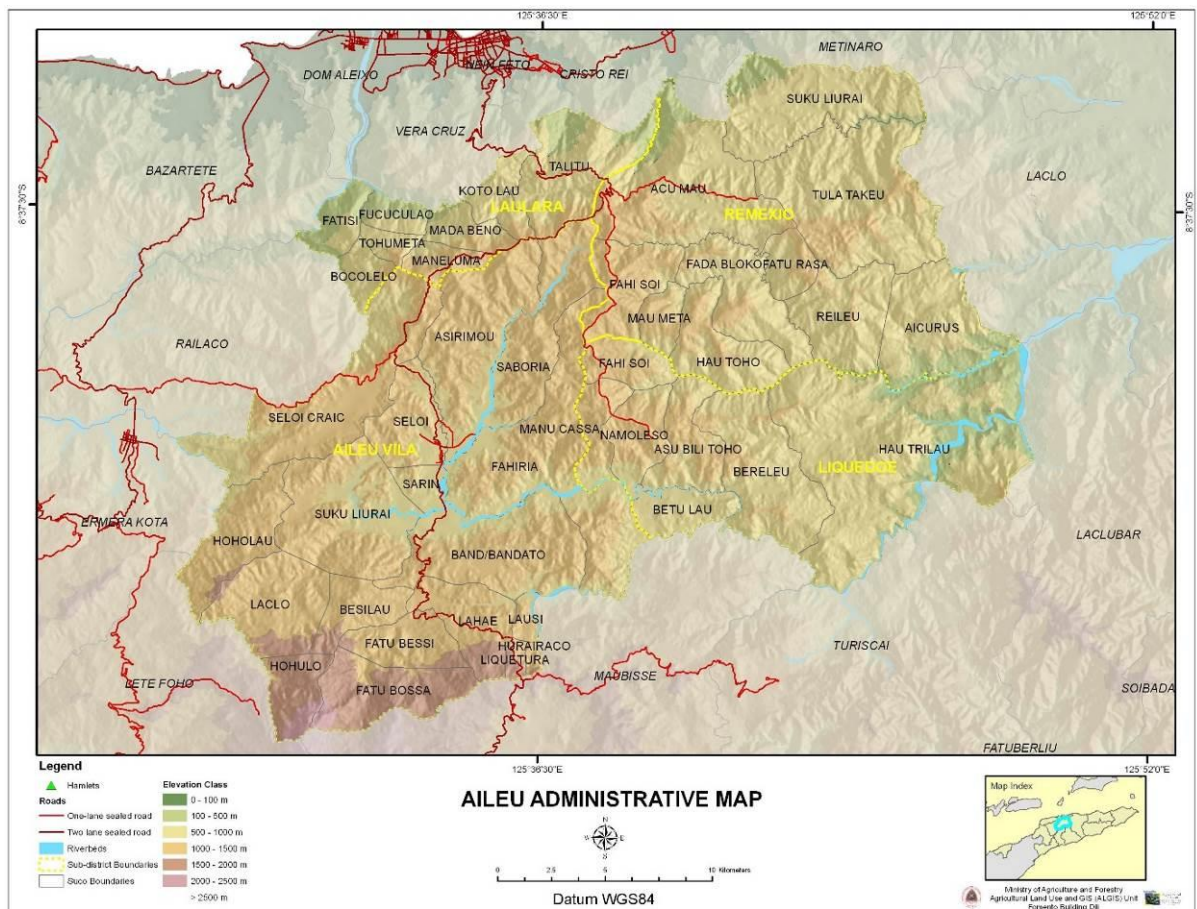 125°36'30"E
125°52'0"E
METINARO
DOM ALEIXO
CRISTO REI
SUKU LIURAI
VERA CRUZ
BAZARTETE
TALITU
LACLO
KOTO LAU
ACU MAU
8°37'30"S
8°37'30"S
LAULARA
TULA TAKEU
FATISI
FUCUCULAO
REMEXIO
MADA BENO
TOHUMETA
MANELUMA
FADA BLOKO
FATU RASA
BOCOLELO
FAHI SOI
MAU META
REILEU
AICURUS
ASIRIMOU
RAILACO
SABORIA
FAHI SOI
HAU TOHO
SELOI CRAIC
SELOI
MANU CASSA
NAMOLESO
AILEU VILA
ASU BILI TOHO
HAU TRILAU
FAHIRIA
BERELEU
LIQUEDOE
SARIN
SUKU LIURAI
BETU LAU
ERMERA KOTA
LACLUBAR
HOHOLAU
BAND/BANDATO
LACLO
BESILAU
LAHAE
LAUSI
FATU BESSI
HURAIRACO
TURISCAI
HOHULO
LIQUETURA
MAUBISSE
LETE FOHO
FATU BOSSA
SOIBADA
FATUBERLIU
125°36'30"E
125°52'0"E
Legend
Hamlets
Roads
One-lane sealed road
Two lane sealed road
Riverbeds
Sub-district Boundaries
Suco Boundaries
Elevation Class
0 - 100 m
100 - 500 m
500 - 1000 m
1000 - 1500 m
1500 - 2000 m
2000 - 2500 m
> 2500 m
AILEU ADMINISTRATIVE MAP
N
W E
S
0 2.5 5 10 Kilometers
Datum WGS84
Map Index
Ministry of Agriculture and Forestry
Agricultural Land Use and GIS (ALGIS) Unit
Fomento Building Dili